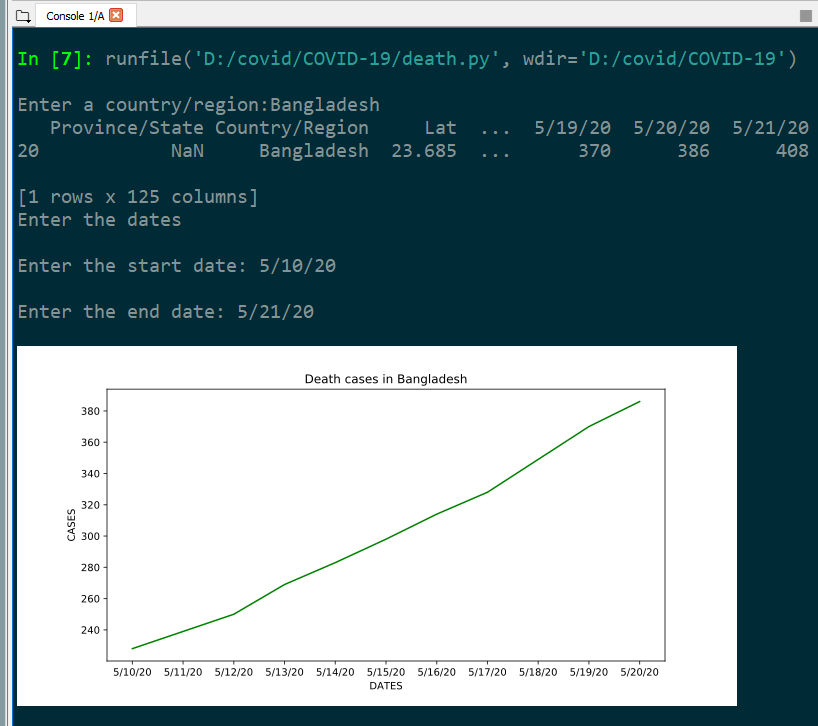 Console 1/A
In [7]: runfile('D:/covid/COVID-19/death.py', wdir='D:/covid/COVID-19')
Enter a country/region:Bangladesh
Province/State Country/Region Lat ... 5/19/20 5/20/20 5/21/20
20 NaN Bangladesh 23.685 ... 370 386 408
[1 rows x 125 columns]
Enter the dates
Enter the start date: 5/10/20
Enter the end date: 5/21/20
Death cases in Bangladesh
380
360
340
320
300
280
260
240
CASES
5/10/20 5/11/20 5/12/20 5/13/20 5/14/20 5/15/20 5/16/20 5/17/20 5/18/20 5/19/20 5/20/20
DATES